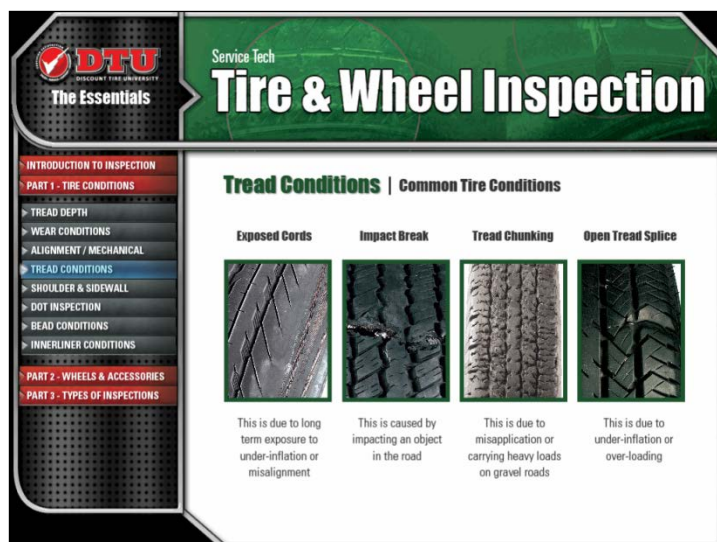 DTU
DISCOUNT TIRE UNIVERSITY
The Essentials
Service Tech
Tire & Wheel Inspection
INTRODUCTION TO INSPECTION
PART 1 - TIRE CONDITIONS
TREAD DEPTH
WEAR CONDITIONS
ALIGNMENT / MECHANICAL
TREAD CONDITIONS
SHOULDER & SIDEWALL
DOT INSPECTION
BEAD CONDITIONS
INNERLINER CONDITIONS
PART 2 - WHEELS & ACCESSORIES
PART 3 - TYPES OF INSPECTIONS
Tread Conditions | Common Tire Conditions
Exposed Cords
This is due to long
term exposure to
under-inflation or
misalignment
Impact Break
This is caused by
impacting an object
in the road
Tread Chunking
This is due to
misapplication or
carrying heavy loads
on gravel roads
Open Tread Splice
This is due to
under-inflation or
over-loading